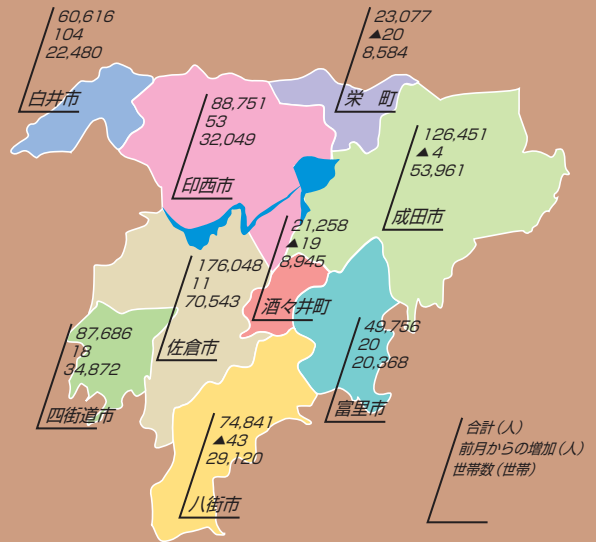 60,616
104
22,480
白井市
23,077
▲20
8,584
栄　町
88,751
53
32,049
印西市
126,451
▲4
53,961
成田市
21,258
▲19
8,945
酒々井町
176,048
11
70,543
佐倉市
87,686
18
34,872
四街道市
49,756
20
20,368
富里市
74,841
▲43
29,120
八街市
合計（人）
前月からの増加（人）
世帯数（世帯）